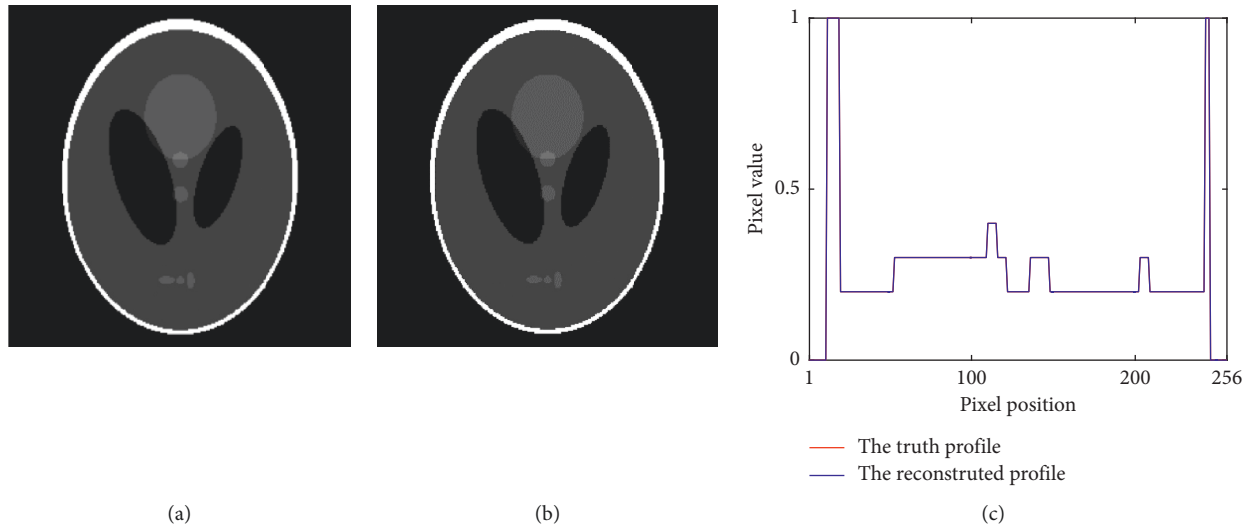 1
0.5
0
Pixel value
1
100
200
256
Pixel position
The truth profile
The reconstruted profile
(a)
(b)
(c)